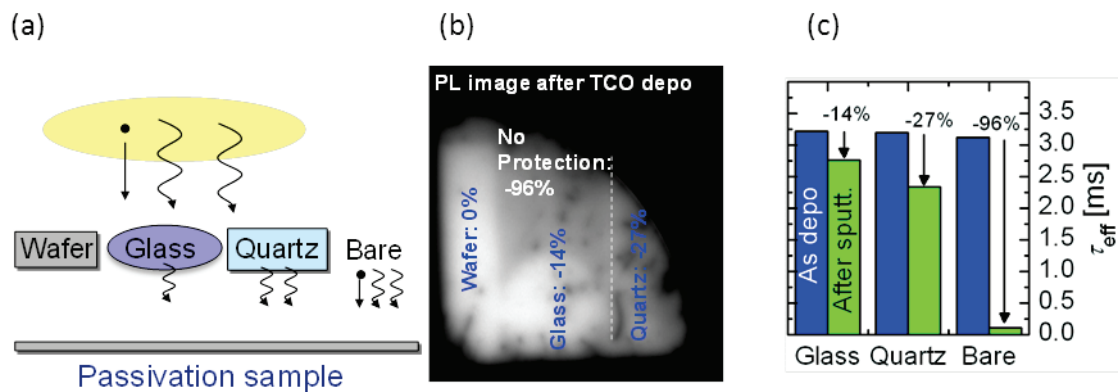 (a)
Wafer
Glass
Quartz
Bare
Passivation sample
(b)
PL image after TCO depo
No
Protection:
-96%
Wafer: 0%
Glass: -14%
Quartz: -27%
(c)
-14%
-27%
-96%
As depo
After sputt.
3.5
3.0
2.5
2.0
1.5
1.0
0.5
0.0
τeff [ms]
Glass Quartz Bare